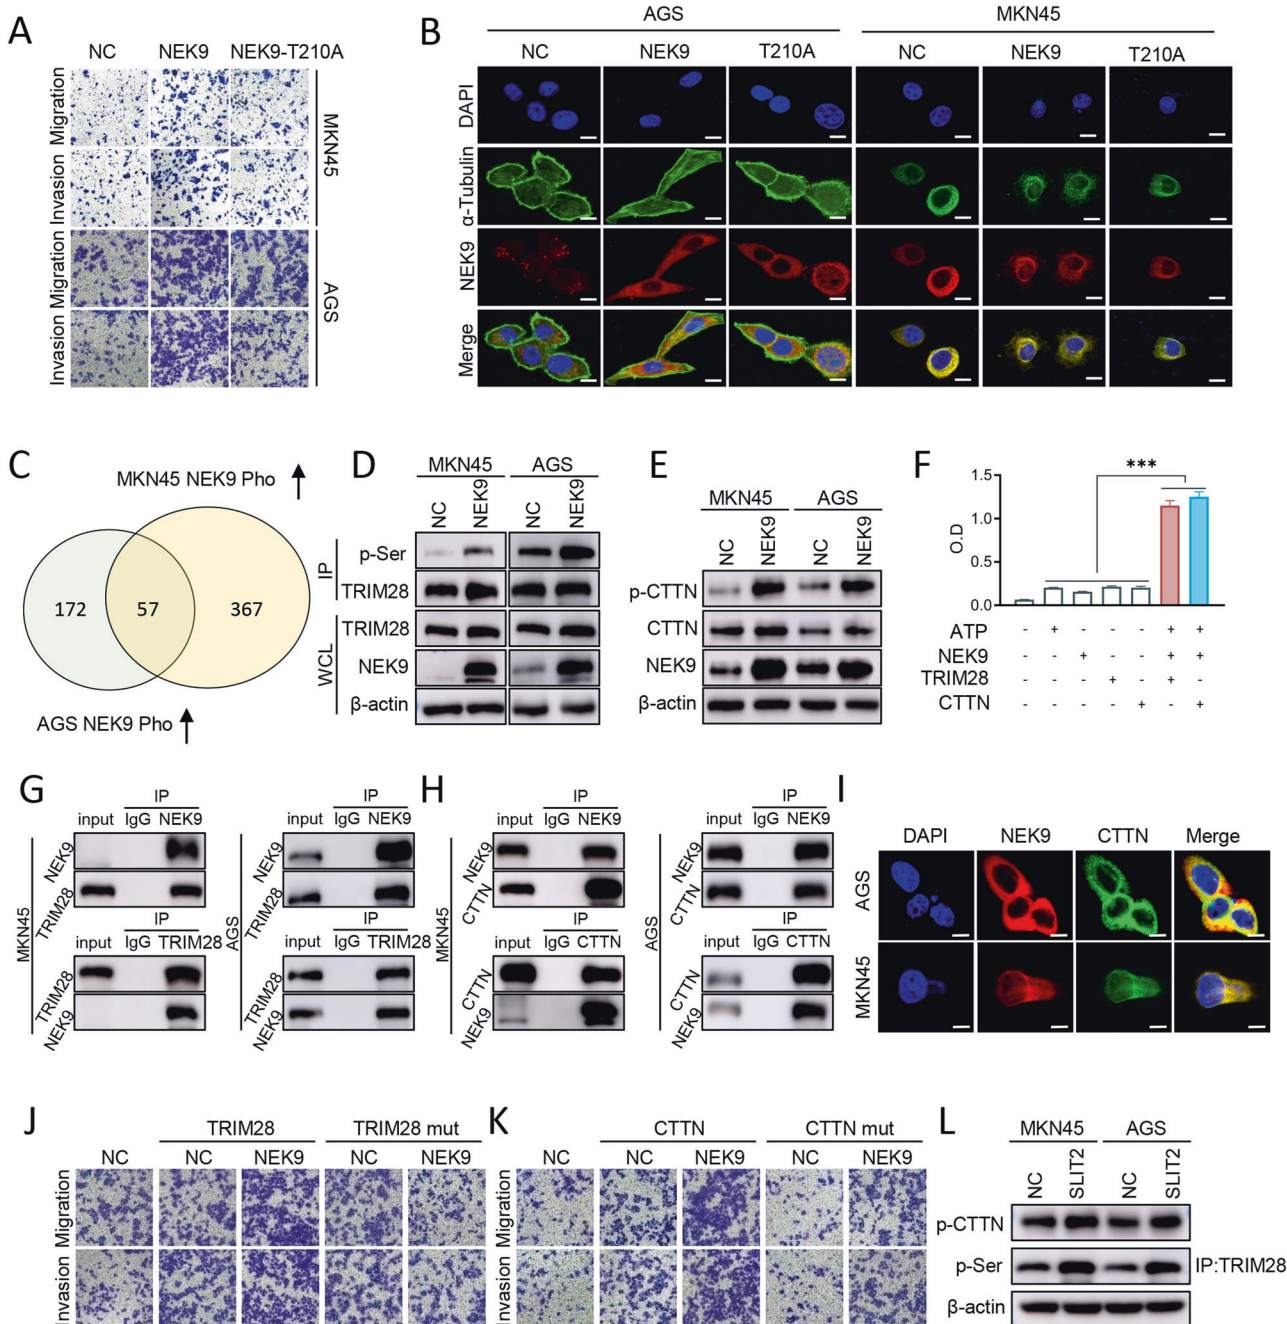 A
NC NEK9 NEK9-T210A
Migration
Invasion
MKN45
Migration
Invasion
AGS
B
AGS MKN45
NC NEK9 T210A NC NEK9 T210A
DAPI
α-Tubulin
NEK9
Merge
C
MKN45 NEK9 Pho ↑
172 57 367
AGS NEK9 Pho ↑
D
MKN45 AGS
NC NEK9 NC NEK9
IP
p-Ser
TRIM28
WCL
TRIM28
NEK9
β-actin
E
MKN45 AGS
NC NEK9 NC NEK9
p-CTTN
CTTN
NEK9
β-actin
F
***
O.D
1.5
1.0
0.5
0.0
ATP - + - - - + +
NEK9 - - + - - + +
TRIM28 - - - + - + -
CTTN - - - - + - +
G
IP
input IgG NEK9
MKN45
NEK9
TRIM28
IP
input IgG TRIM28
TRIM28
NEK9
IP
input IgG NEK9
AGS
NEK9
TRIM28
IP
input IgG TRIM28
TRIM28
NEK9
H
IP
input IgG NEK9
MKN45
NEK9
CTTN
IP
input IgG CTTN
CTTN
NEK9
IP
input IgG NEK9
AGS
NEK9
CTTN
IP
input IgG CTTN
CTTN
NEK9
I
DAPI NEK9 CTTN Merge
AGS
MKN45
J
TRIM28 TRIM28 mut
NC NC NEK9 NC NEK9
Migration
Invasion
K
CTTN CTTN mut
NC NC NEK9 NC NEK9
Migration
Invasion
L
MKN45 AGS
NC SLIT2 NC SLIT2
p-CTTN
p-Ser IP:TRIM28
β-actin